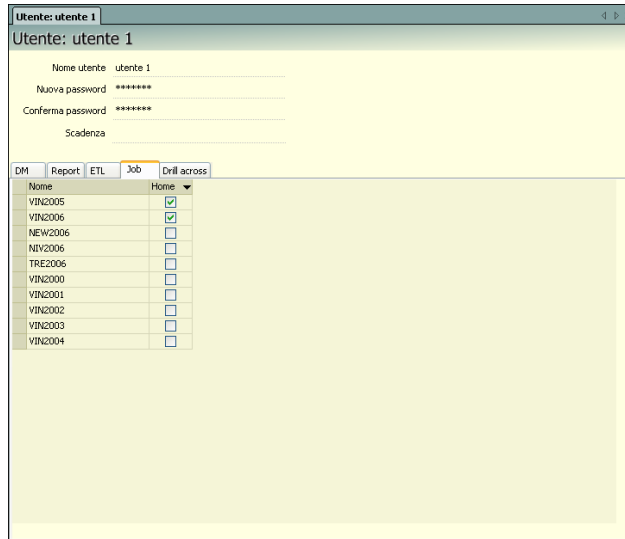 Utente: utente 1
Utente: utente 1
Nome utente utente 1
Nuova password *******
Conferma password *******
Scadenza
DM Report ETL Job Drill across
Nome Home
VIN2005
VIN2006
NEW2006
NIV2006
TRE2006
VIN2000
VIN2001
VIN2002
VIN2003
VIN2004